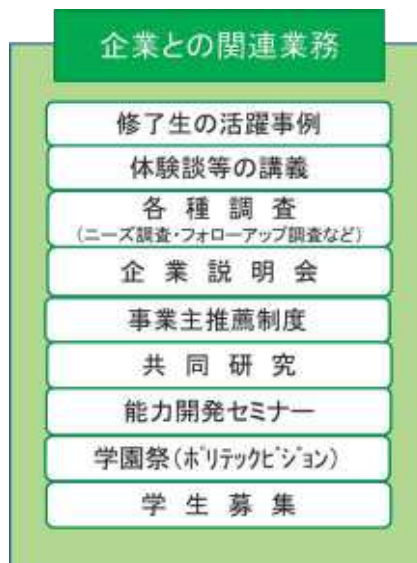 企業との関連業務
修了生の活躍事例
体験談等の講義
各種調査
(ニーズ調査・フォローアップ調査など)
企業説明会
事業主推薦制度
共同研究
能力開発セミナー
学園祭(ﾎﾟﾘﾃｯｸﾋﾞｼﾞｮﾝ)
学生募集